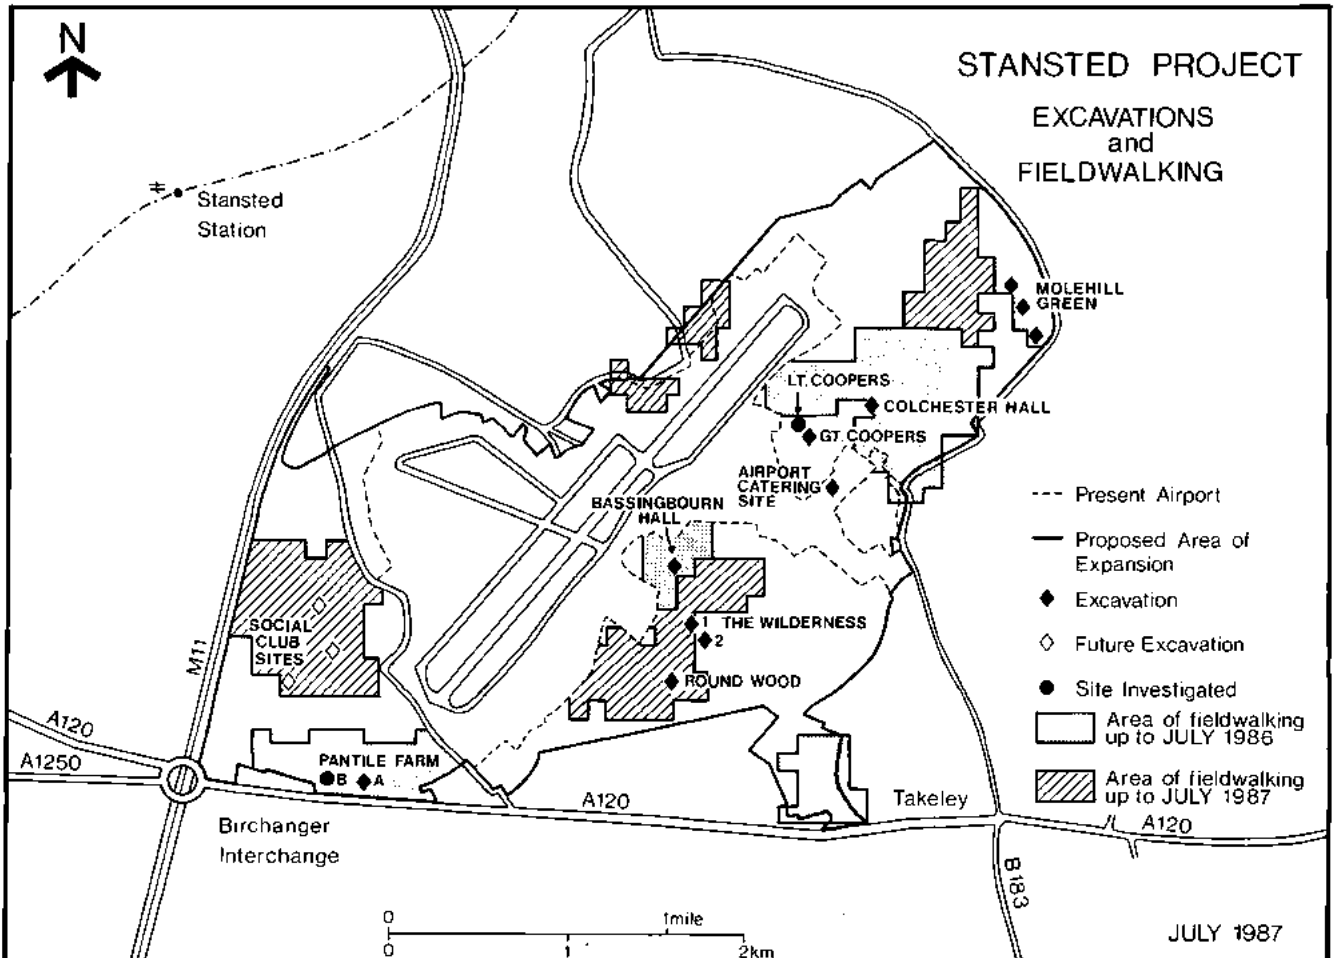 N
STANSTED PROJECT
EXCAVATIONS
and
FIELDWALKING
Stansted
Station
MOLEHILL
GREEN
LT. COOPERS
COLCHESTER HALL
GT. COOPERS
AIRPORT
CATERING
SITE
BASSINGBOURN
HALL
1 THE WILDERNESS
2
ROUND WOOD
SOCIAL
CLUB
SITES
M11
A120
A1250
PANTILE FARM
B
A
Birchanger
Interchange
A120
Takeley
A120
B183
Present Airport
Proposed Area of
Expansion
Excavation
Future Excavation
Site Investigated
Area of fieldwalking
up to JULY 1986
Area of fieldwalking
up to JULY 1987
0 1mile
0 1 2km
JULY 1987